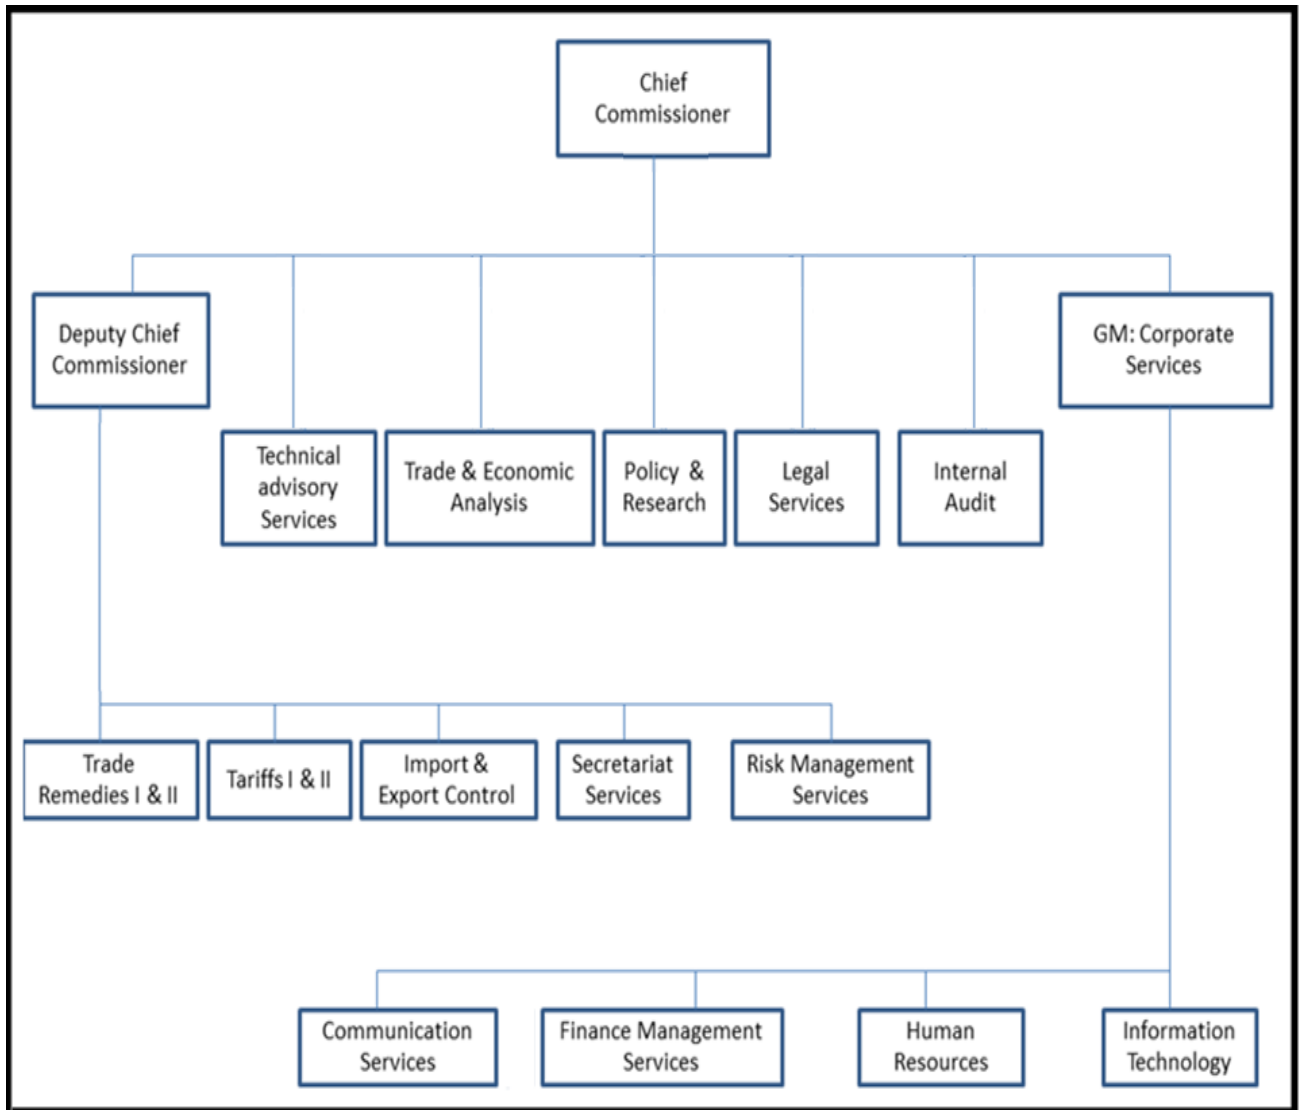 Chief
Commissioner
Deputy Chief
Commissioner
GM: Corporate
Services
Technical
advisory
Services
Trade & Economic
Analysis
Policy &
Research
Legal
Services
Internal
Audit
Trade
Remedies I & II
Tariffs I & II
Import &
Export Control
Secretariat
Services
Risk Management
Services
Communication
Services
Finance Management
Services
Human
Resources
Information
Technology